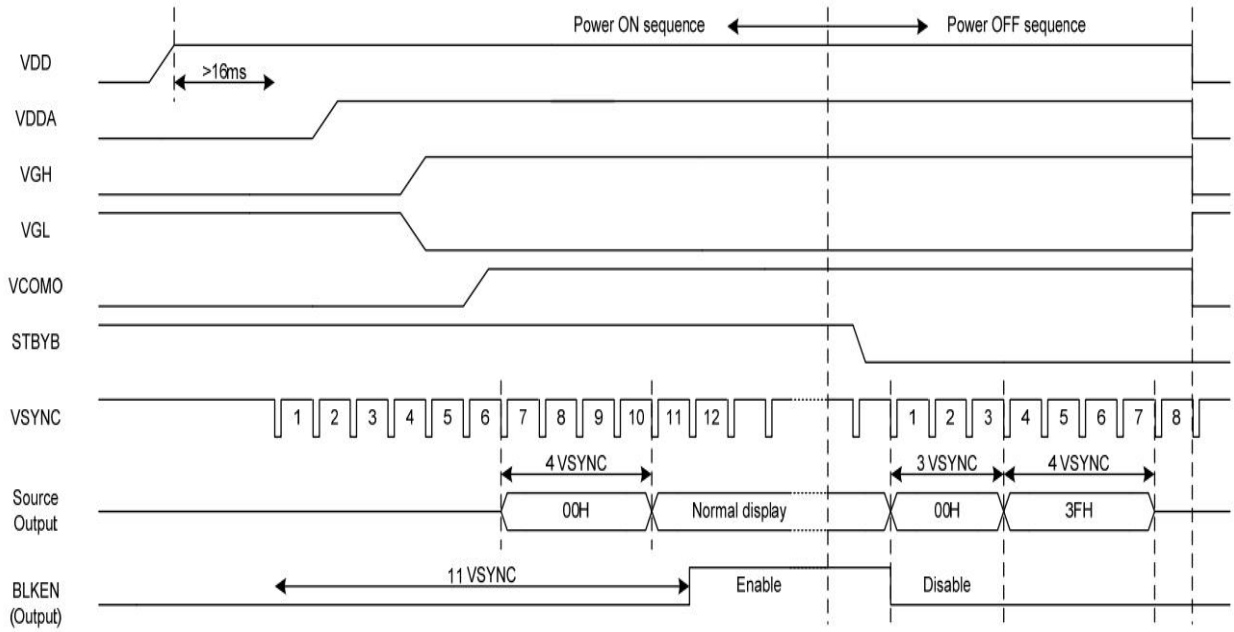 Power ON sequence Power OFF sequence
VDD
>16ms
VDDA
VGH
VGL
VCOMO
STBYB
VSYNC 1 2 3 4 5 6 7 8 9 10 11 12 1 2 3 4 5 6 7 8
4 VSYNC 3 VSYNC 4 VSYNC
Source
Output 00H Normal display 00H 3FH
11 VSYNC
BLKEN Enable Disable
(Output)